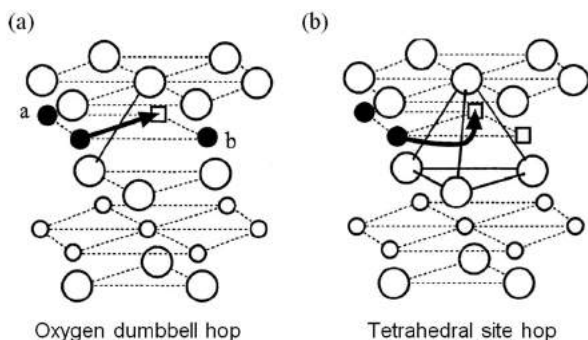 (a)
(b)
a
b
Oxygen dumbbell hop
Tetrahedral site hop